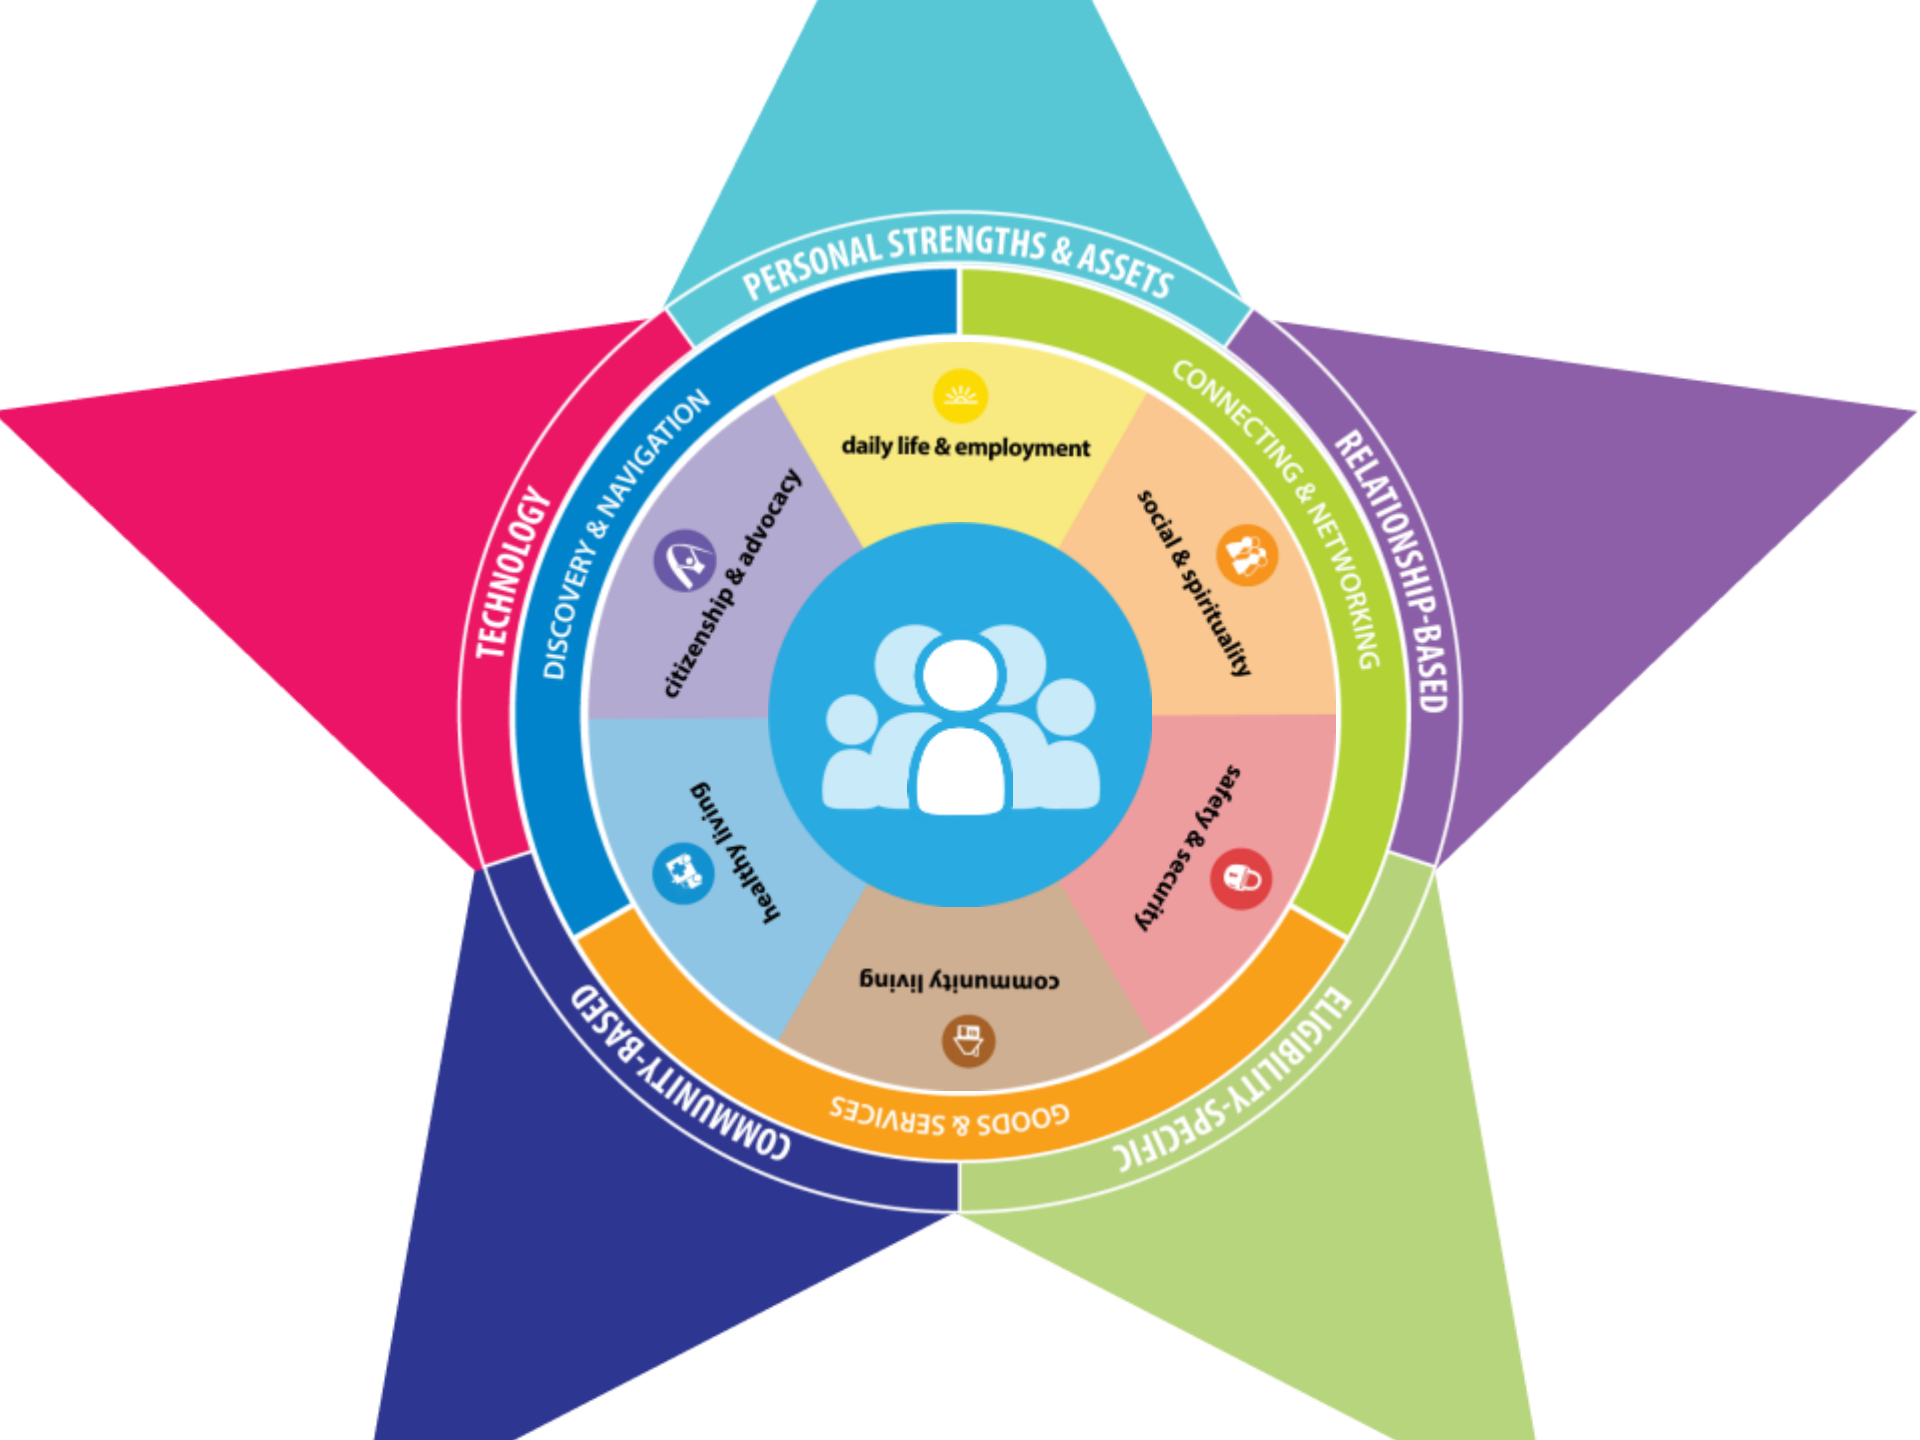 PERSONAL STRENGTHS & ASSETS
RELATIONSHIP-BASED
ELIGIBILITY-SPECIFIC
COMMUNITY-BASED
TECHNOLOGY
DISCOVERY & NAVIGATION
CONNECTING & NETWORKING
GOODS & SERVICES
daily life & employment
social & spirituality
safety & security
community living
healthy living
citizenship & advocacy